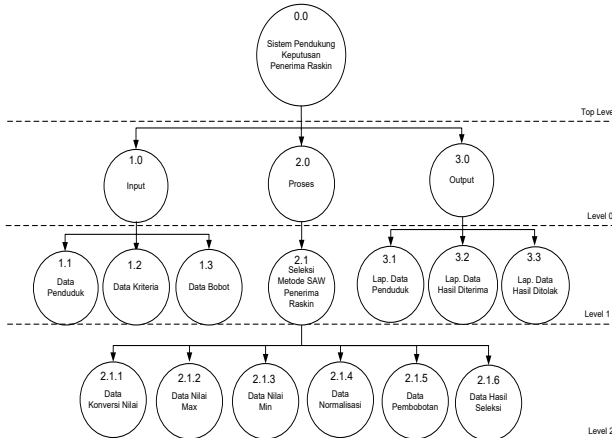 0.0
Sistem Pendukung
Keputusan
Penerima Raskin
Top Leve
1.0
Input
2.0
Proses
3.0
Output
Level 0
1.1
Data
Penduduk
1.2
Data Kriteria
1.3
Data Bobot
2.1
Seleksi
Metode SAW
Penerima
Raskin
3.1
Lap. Data
Penduduk
3.2
Lap. Data
Hasil Diterima
3.3
Lap. Data
Hasil Ditolak
Level 1
2.1.1
Data
Konversi Nilai
2.1.2
Data Nilai
Max
2.1.3
Data Nilai
Min
2.1.4
Data
Normalisasi
2.1.5
Data
Pembobotan
2.1.6
Data Hasil
Seleksi
Level 2